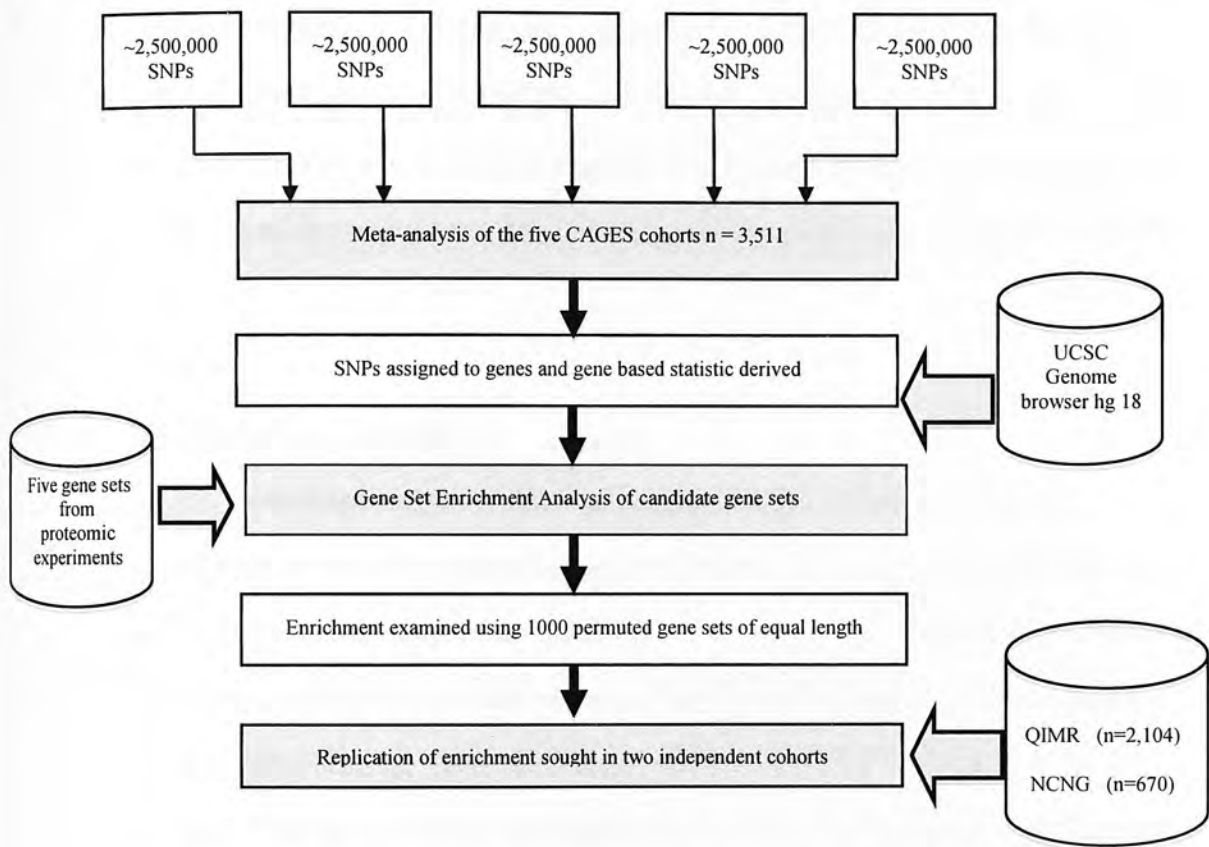 ~2,500,000
SNPs
~2,500,000
SNPs
~2,500,000
SNPs
~2,500,000
SNPs
~2,500,000
SNPs
Meta-analysis of the five CAGES cohorts n = 3,511
SNPs assigned to genes and gene based statistic derived
UCSC
Genome
browser hg 18
Five gene sets
from
proteomic
experiments
Gene Set Enrichment Analysis of candidate gene sets
Enrichment examined using 1000 permuted gene sets of equal length
Replication of enrichment sought in two independent cohorts
QIMR (n=2,104)
NCNG (n=670)